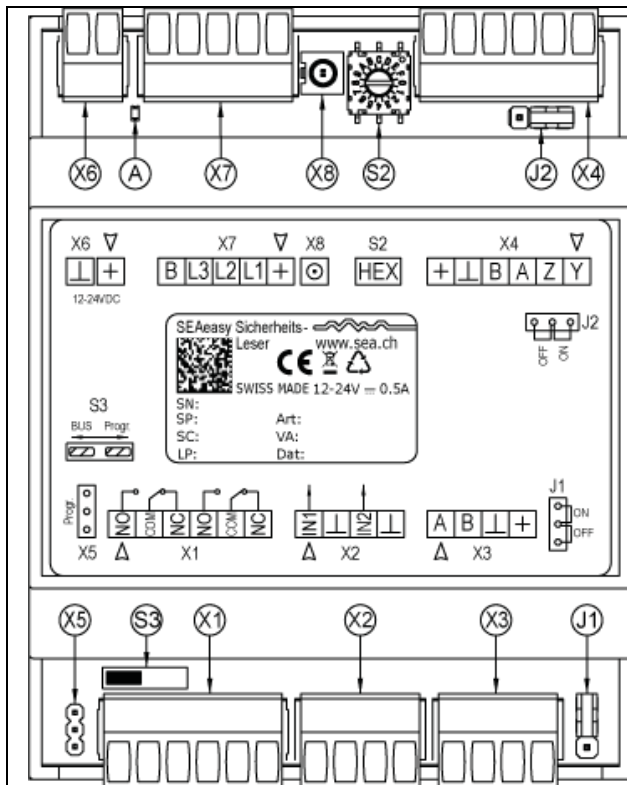 X6 A X7 X8 S2 J2 X4
X6 X7 X8 S2 X4
⊥ + B L3 L2 L1 + HEX + ⊥ B A Z Y
12-24VDC
J2
OFF ON
SEAeasy Sicherheits-
Leser www.sea.ch
CE
SWISS MADE 12-24V ⎓ 0.5A
SN:
SP: Art:
SC: VA:
LP: Dat:
S3
BUS Progr.
J1
ON
OFF
Progr.
NO COM NC NO COM NC IN1 ⊥ IN2 ⊥ A B ⊥ +
X5 X1 X2 X3
X5 S3 X1 X2 X3 J1